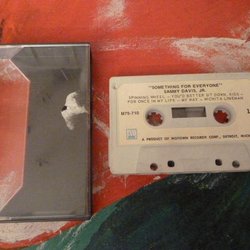 "SOMETHING FOR EVERYONE"
SAMMY DAVIS, JR.
SPINNING WHEEL - YOU'D BETTER SIT DOWN, KIDS -
FOR ONCE IN MY LIFE - MY WAY - WICHITA LINEMAN
M75-710
1
A PRODUCT OF MOTOWN RECORD CORP., DETROIT, MICH.